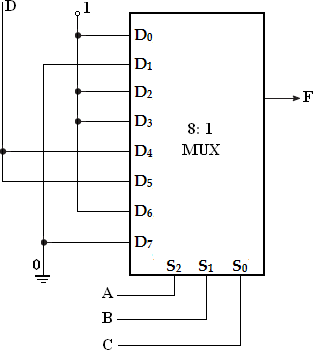 D 1
D₀
D₁
D₂
D₃
D₄
D₅
D₆
D₇
8: 1
MUX
F
S₂ S₁ S₀
0
A
B
C